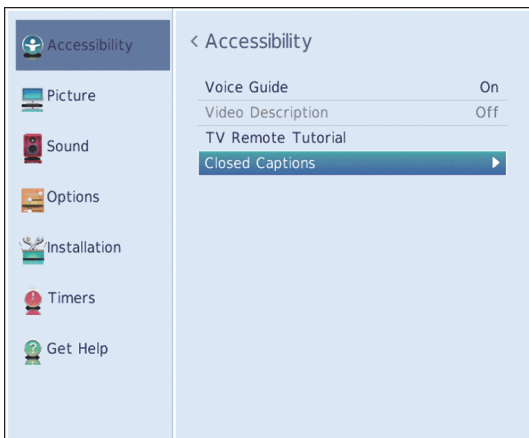 Accessibility
Picture
Sound
Options
Installation
Timers
Get Help
< Accessibility
Voice Guide On
Video Description Off
TV Remote Tutorial
Closed Captions